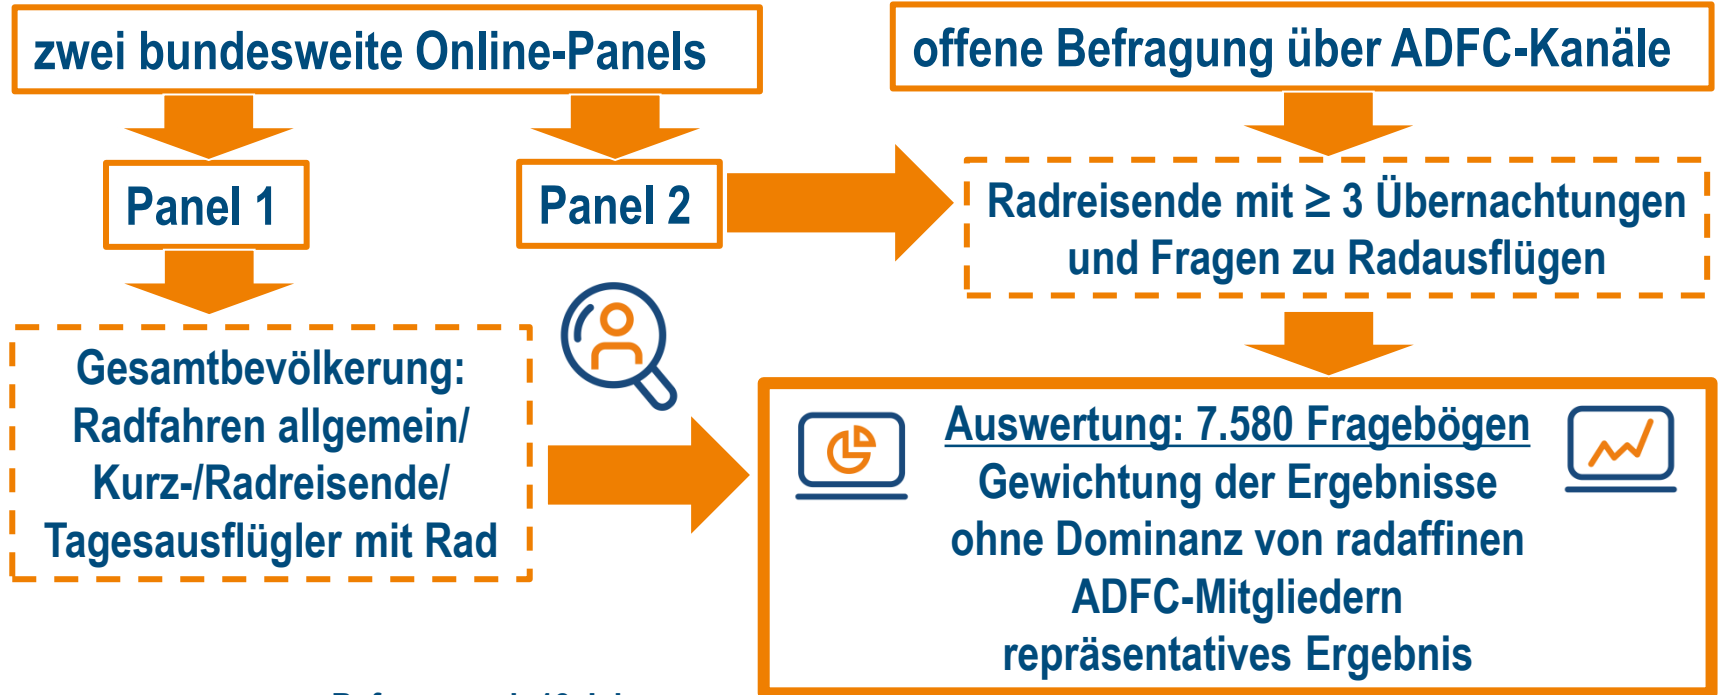 zwei bundesweite Online-Panels
offene Befragung über ADFC-Kanäle
Panel 1
Panel 2
Radreisende mit ≥ 3 Übernachtungen
und Fragen zu Radausflügen
Gesamtbevölkerung:
Radfahren allgemein/
Kurz-/Radreisende/
Tagesausflügler mit Rad
Auswertung: 7.580 Fragebögen
Gewichtung der Ergebnisse
ohne Dominanz von radaffinen
ADFC-Mitgliedern
repräsentatives Ergebnis